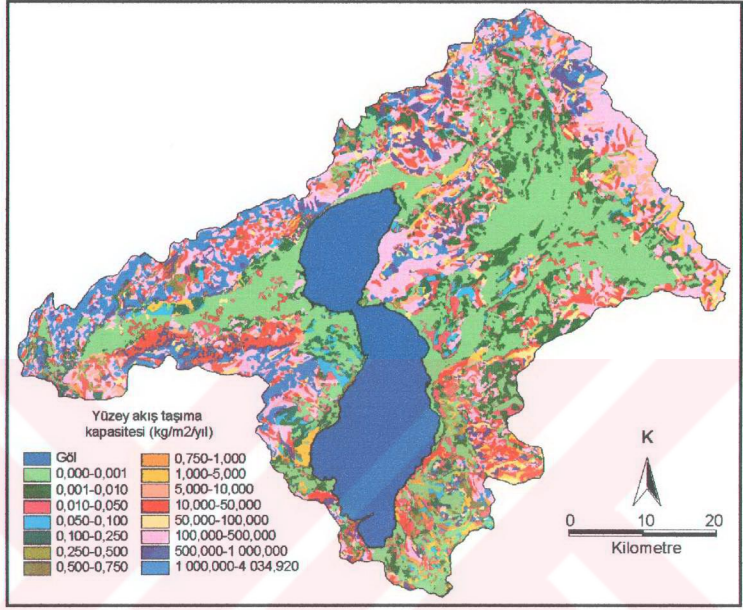 Yüzey akış taşıma
kapasitesi (kg/m2/yıl)
Göl
0,000-0,001
0,001-0,010
0,010-0,050
0,050-0,100
0,100-0,250
0,250-0,500
0,500-0,750
0,750-1,000
1,000-5,000
5,000-10,000
10,000-50,000
50,000-100,000
100,000-500,000
500,000-1 000,000
1 000,000-4 034,920
K
0 10 20
Kilometre